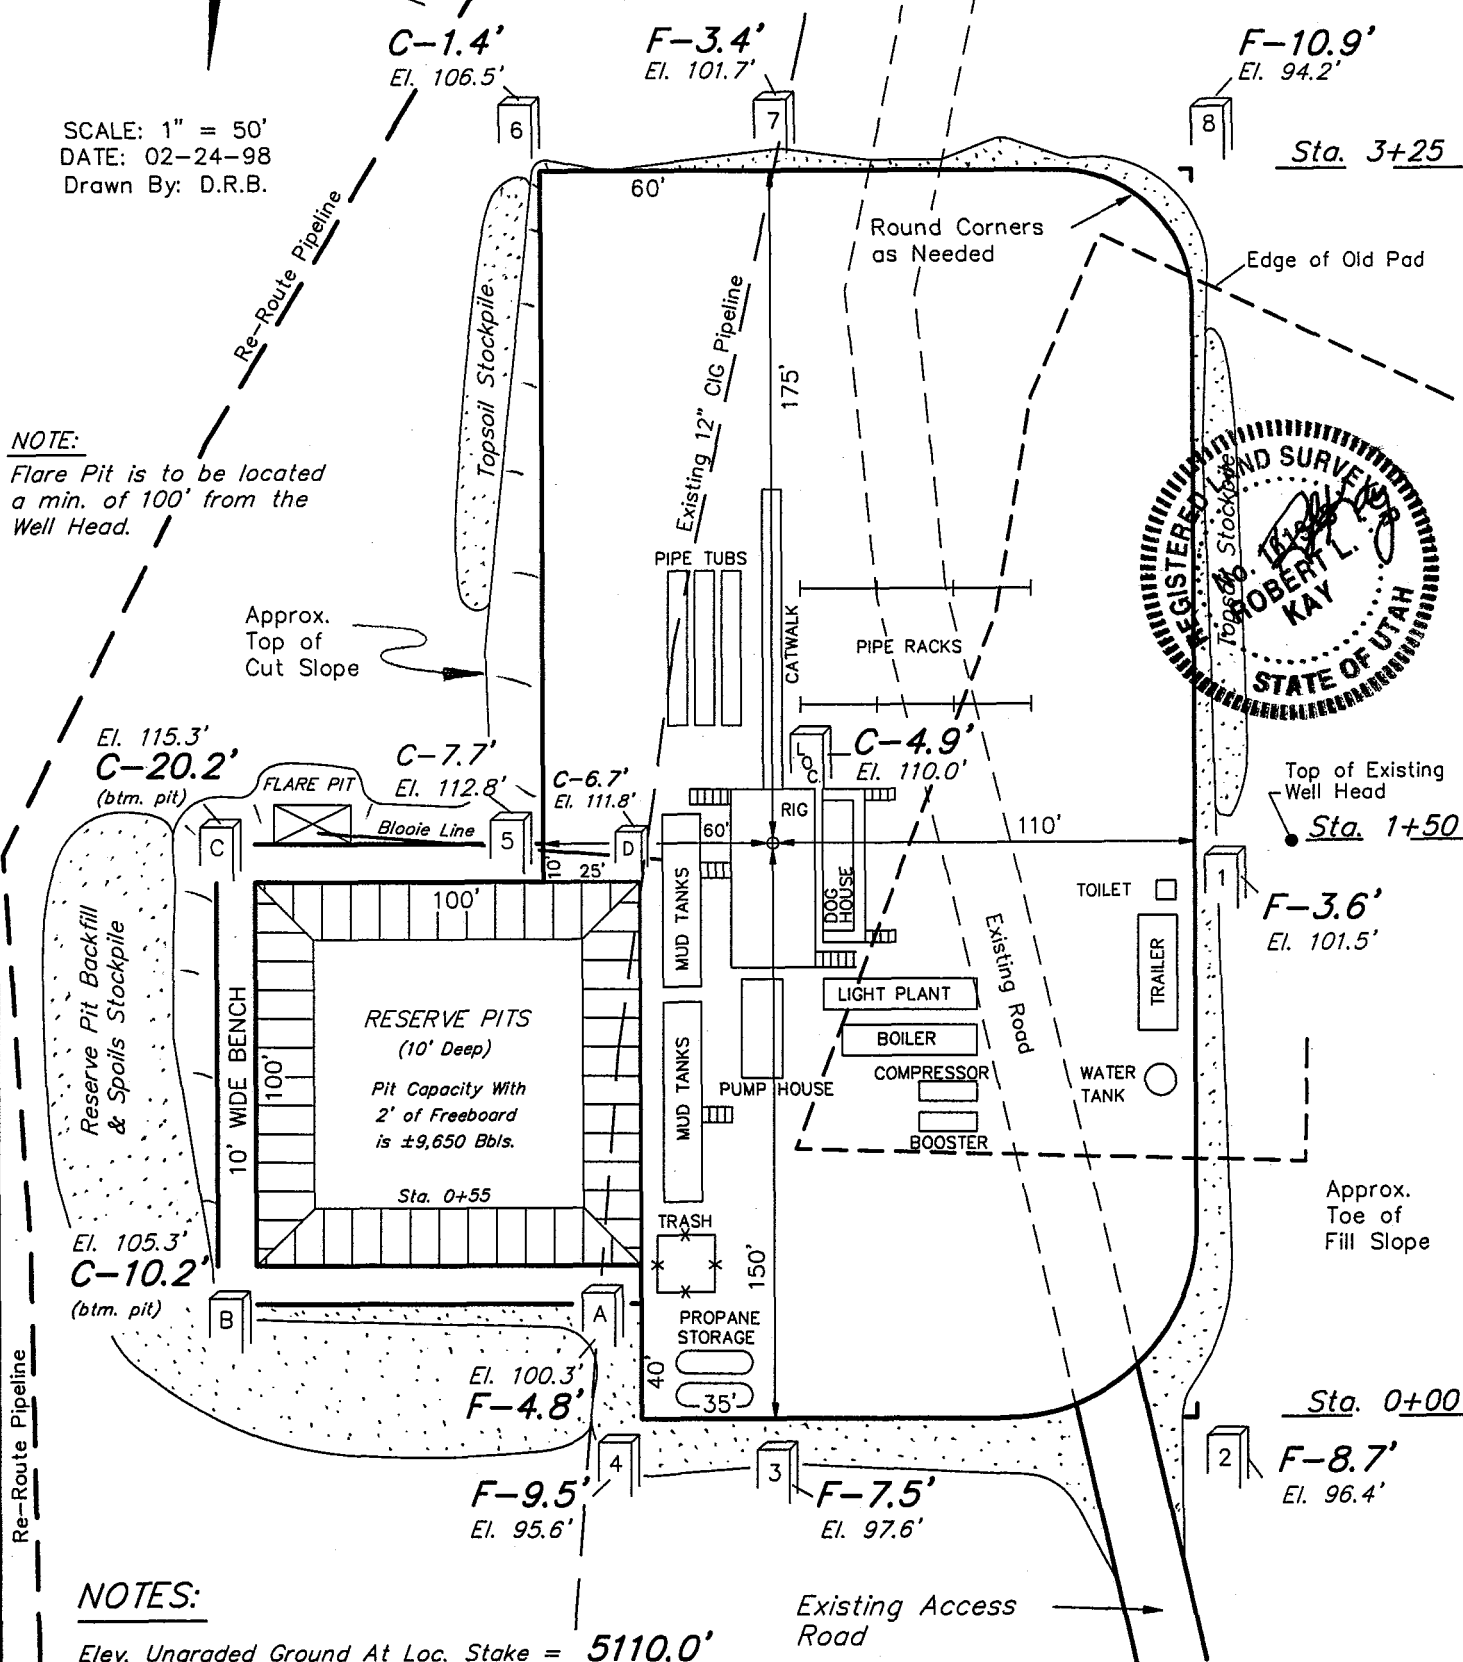 C-1.4'
El. 106.5'
F-3.4'
El. 101.7'
F-10.9'
El. 94.2'
6
7
8
SCALE: 1" = 50'
DATE: 02-24-98
Drawn By: D.R.B.
Sta. 3+25
60'
Round Corners
as Needed
Edge of Old Pad
Re-Route Pipeline
Topsoil Stockpile
Existing 12" CIG Pipeline
175'
NOTE:
Flare Pit is to be located
a min. of 100' from the
Well Head.
REGISTERED LAND SURVEYOR
No.
ROBERT L.
KAY
STATE OF UTAH
Topsoil Stockpile
PIPE TUBS
CATWALK
PIPE RACKS
Approx.
Top of
Cut Slope
El. 115.3'
C-20.2'
(btm. pit)
FLARE PIT
C-7.7'
El. 112.8'
C-6.7'
El. 111.8'
LOC.
C-4.9'
El. 110.0'
Top of Existing
Well Head
Sta. 1+50
C
Blooie Line
5
D
60'
RIG
110'
1
10'
25'
F-3.6'
El. 101.5'
100'
MUD TANKS
DOG
HOUSE
TOILET
TRAILER
Existing Road
Reserve Pit Backfill
& Spoils Stockpile
10' WIDE BENCH
100'
RESERVE PITS
(10' Deep)
Pit Capacity With
2' of Freeboard
is ±9,650 Bbls.
Sta. 0+55
LIGHT PLANT
BOILER
MUD TANKS
PUMP HOUSE
COMPRESSOR
BOOSTER
WATER
TANK
Approx.
Toe of
Fill Slope
TRASH
150'
El. 105.3'
C-10.2'
(btm. pit)
B
A
PROPANE
STORAGE
40'
35'
El. 100.3'
F-4.8'
Sta. 0+00
4
3
2
F-9.5'
El. 95.6'
F-7.5'
El. 97.6'
F-8.7'
El. 96.4'
Re-Route Pipeline
NOTES:
Existing Access
Road
Elev. Ungraded Ground At Loc. Stake = 5110.0'